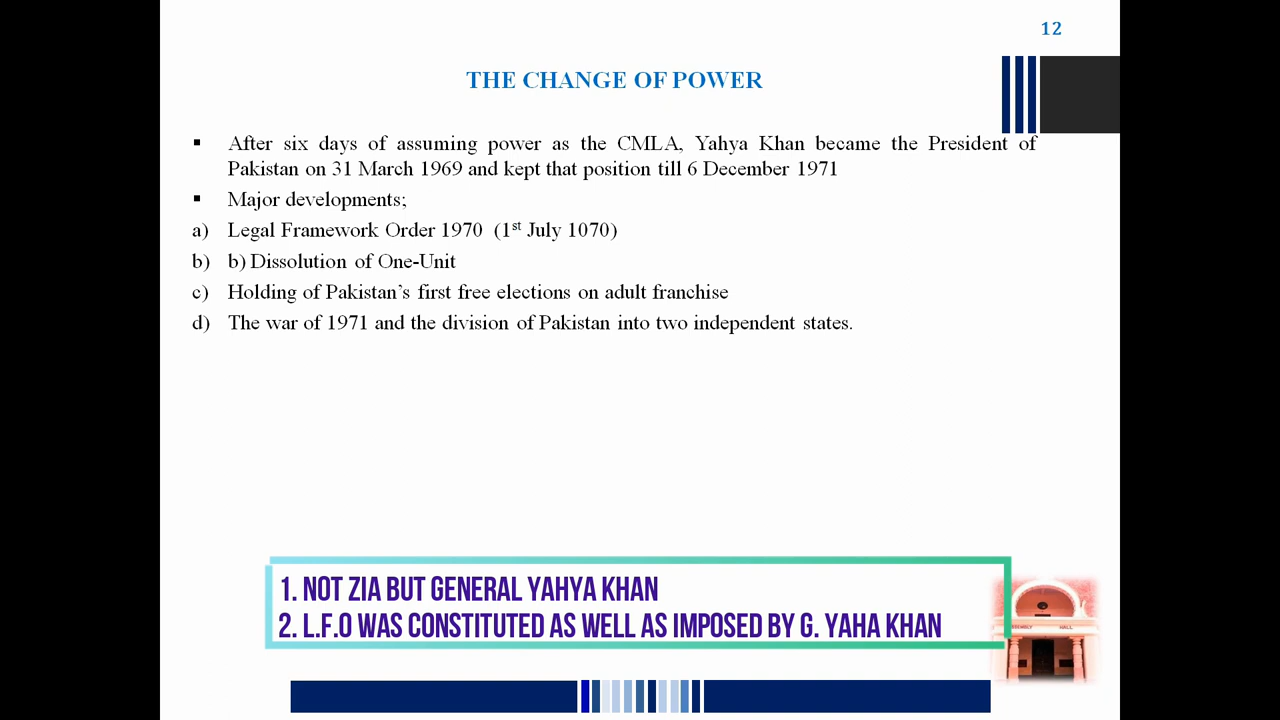 12
THE CHANGE OF POWER
▪ After six days of assuming power as the CMLA, Yahya Khan became the President of
Pakistan on 31 March 1969 and kept that position till 6 December 1971
▪ Major developments;
a) Legal Framework Order 1970 (1st July 1070)
b) b) Dissolution of One-Unit
c) Holding of Pakistan's first free elections on adult franchise
d) The war of 1971 and the division of Pakistan into two independent states.
1. NOT ZIA BUT GENERAL YAHYA KHAN
2. L.F.O WAS CONSTITUTED AS WELL AS IMPOSED BY G. YAHA KHAN
HALL